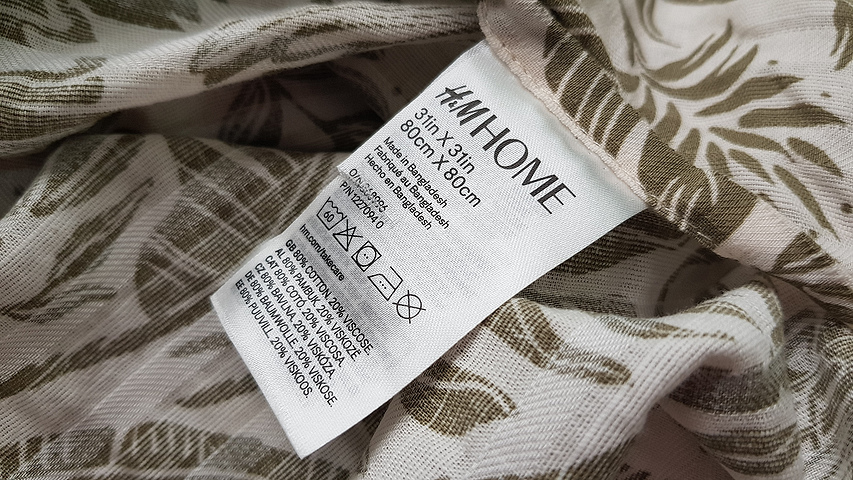 H&M HOME
31in X 31in
80cm X 80cm
Made in Bangladesh
Fabriqué au Bangladesh
Hecho en Bangladesh
P/N 1227094.0
60
hm.com/takecare
GB 80% COTTON, 20% VISCOSE.
AL 80% PAMBUK, 20% VISKOZË
CAT 80% COTÓ, 20% VISCOSA.
CZ 80% BAVLNA, 20% VISKÓZA
DE 80% BAUMWOLLE, 20% VISKOSE.
EE 80% PUUVILL, 20% VISKOOS.